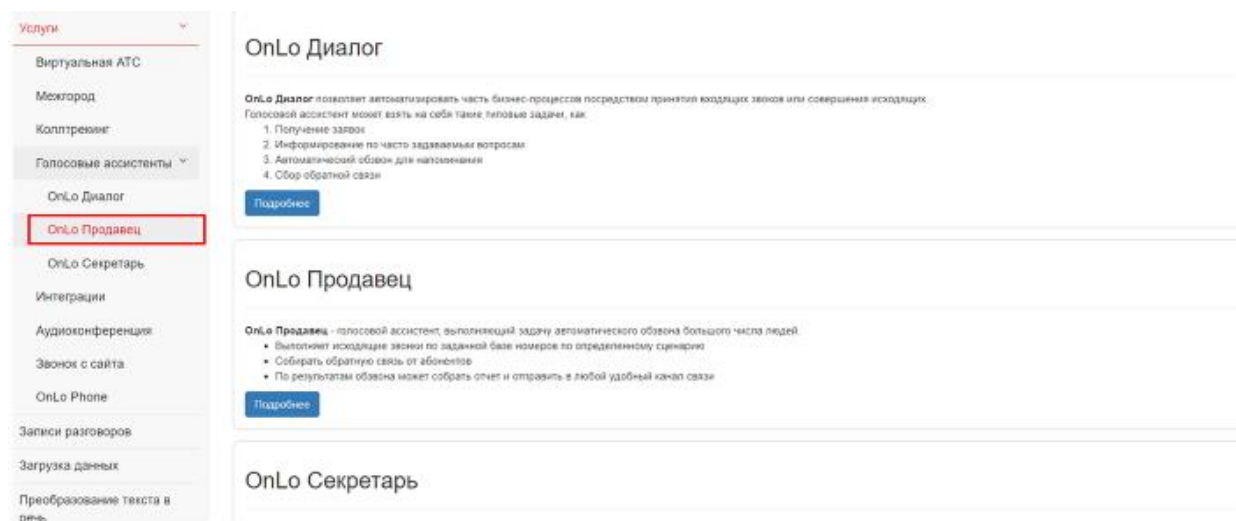 Услуги
Виртуальная АТС
Межгород
Коллтрекинг
Голосовые ассистенты
OnLo Диалог
OnLo Продавец
OnLo Секретарь
Интеграции
Аудиоконференция
Звонок с сайта
OnLo Phone
Записи разговоров
Загрузка данных
Преобразование текста в
речь
OnLo Диалог
OnLo Диалог позволяет автоматизировать часть бизнес-процессов посредством принятия входящих звонков или совершения исходящих.
Голосовой ассистент может взять на себя такие типовые задачи, как:
1. Получение заявок
2. Информирование по часто задаваемым вопросам
3. Автоматический обзвон для напоминания
4. Сбор обратной связи
Подробнее
OnLo Продавец
OnLo Продавец - голосовой ассистент, выполняющий задачу автоматического обзвона большого числа людей.
• Выполняет исходящие звонки по заданной базе номеров по определенному сценарию
• Собирать обратную связь от абонентов
• По результатам обзвона может собрать отчет и отправить в любой удобный канал связи
Подробнее
OnLo Секретарь